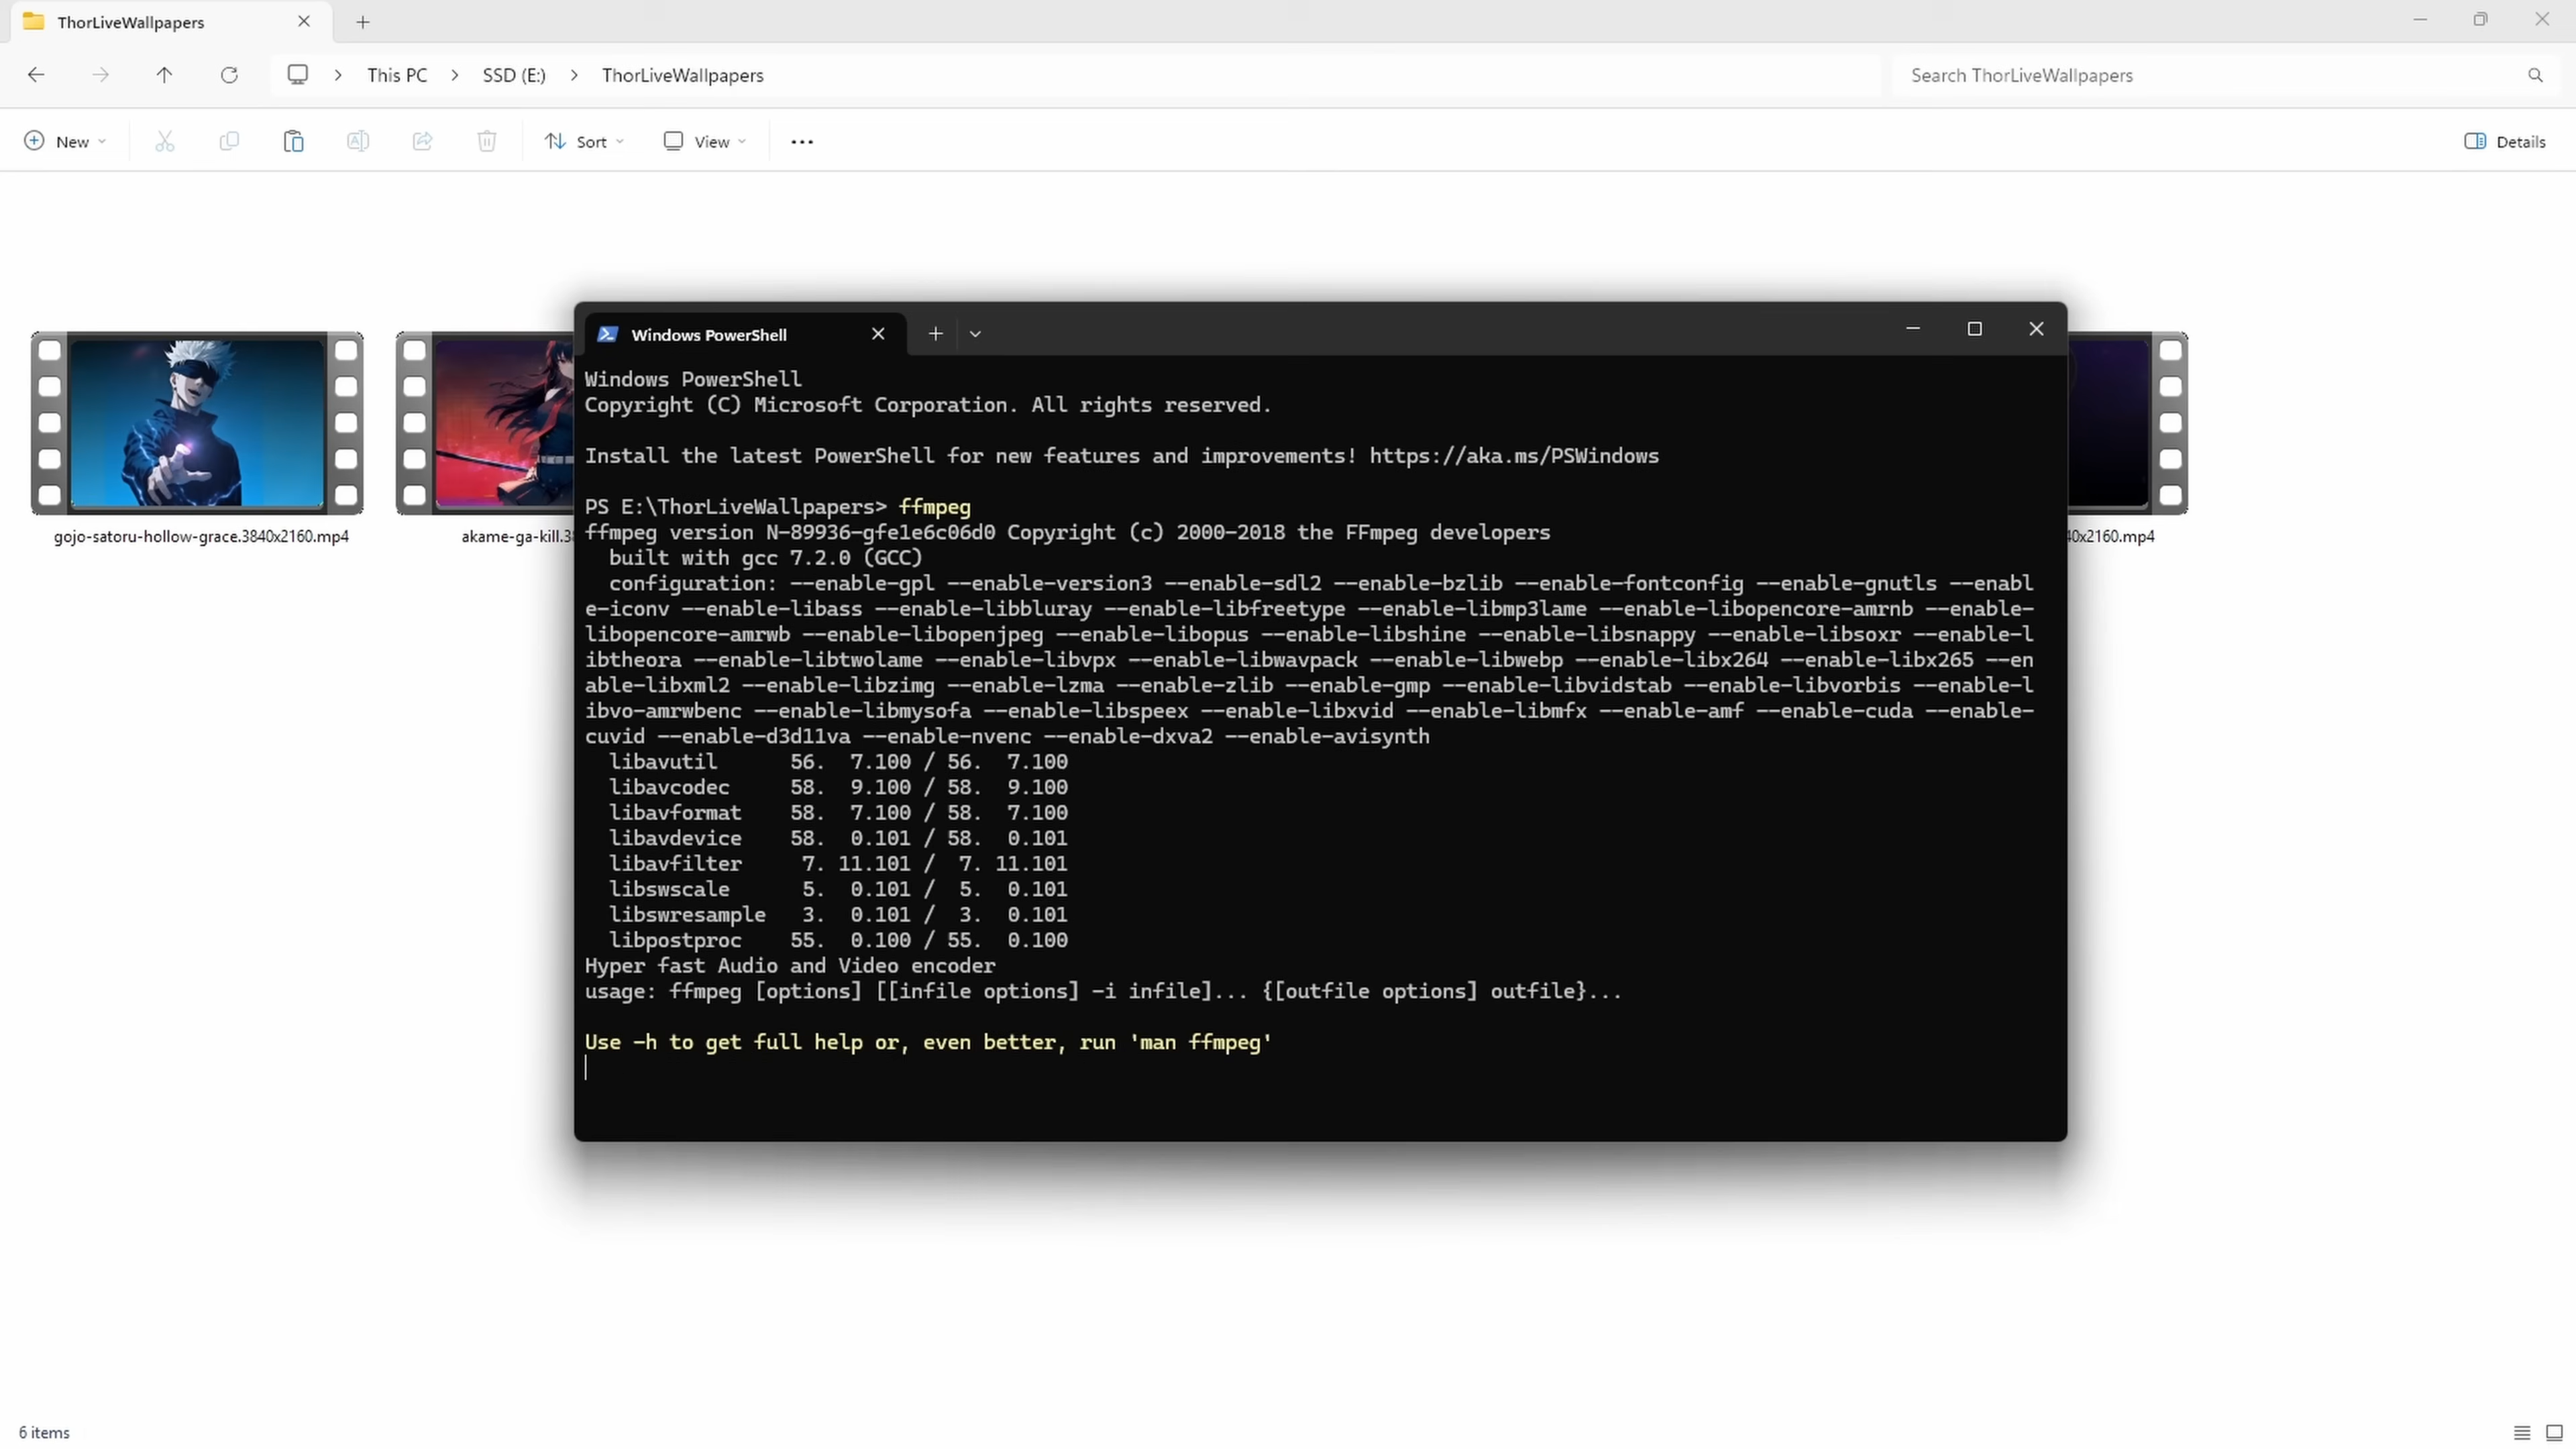 ThorLiveWallpapers
This PC > SSD (E:) > ThorLiveWallpapers
Search ThorLiveWallpapers
New
Sort
View
Details
gojo-satoru-hollow-grace.3840x2160.mp4
akame-ga-kill.3
40x2160.mp4
Windows PowerShell
Windows PowerShell
Copyright (C) Microsoft Corporation. All rights reserved.
Install the latest PowerShell for new features and improvements! https://aka.ms/PSWindows
PS E:\ThorLiveWallpapers> ffmpeg
ffmpeg version N-89936-gfe1e6c06d0 Copyright (c) 2000-2018 the FFmpeg developers
built with gcc 7.2.0 (GCC)
configuration: --enable-gpl --enable-version3 --enable-sdl2 --enable-bzlib --enable-fontconfig --enable-gnutls --enabl
e-iconv --enable-libass --enable-libbluray --enable-libfreetype --enable-libmp3lame --enable-libopencore-amrnb --enable-
libopencore-amrwb --enable-libopenjpeg --enable-libopus --enable-libshine --enable-libsnappy --enable-libsoxr --enable-l
ibtheora --enable-libtwolame --enable-libvpx --enable-libwavpack --enable-libwebp --enable-libx264 --enable-libx265 --en
able-libxml2 --enable-libzimg --enable-lzma --enable-zlib --enable-gmp --enable-libvidstab --enable-libvorbis --enable-l
ibvo-amrwbenc --enable-libmysofa --enable-libspeex --enable-libxvid --enable-libmfx --enable-amf --enable-cuda --enable-
cuvid --enable-d3d11va --enable-nvenc --enable-dxva2 --enable-avisynth
libavutil 56. 7.100 / 56. 7.100
libavcodec 58. 9.100 / 58. 9.100
libavformat 58. 7.100 / 58. 7.100
libavdevice 58. 0.101 / 58. 0.101
libavfilter 7. 11.101 / 7. 11.101
libswscale 5. 0.101 / 5. 0.101
libswresample 3. 0.101 / 3. 0.101
libpostproc 55. 0.100 / 55. 0.100
Hyper fast Audio and Video encoder
usage: ffmpeg [options] [[infile options] -i infile]... {[outfile options] outfile}...
Use -h to get full help or, even better, run 'man ffmpeg'
6 items